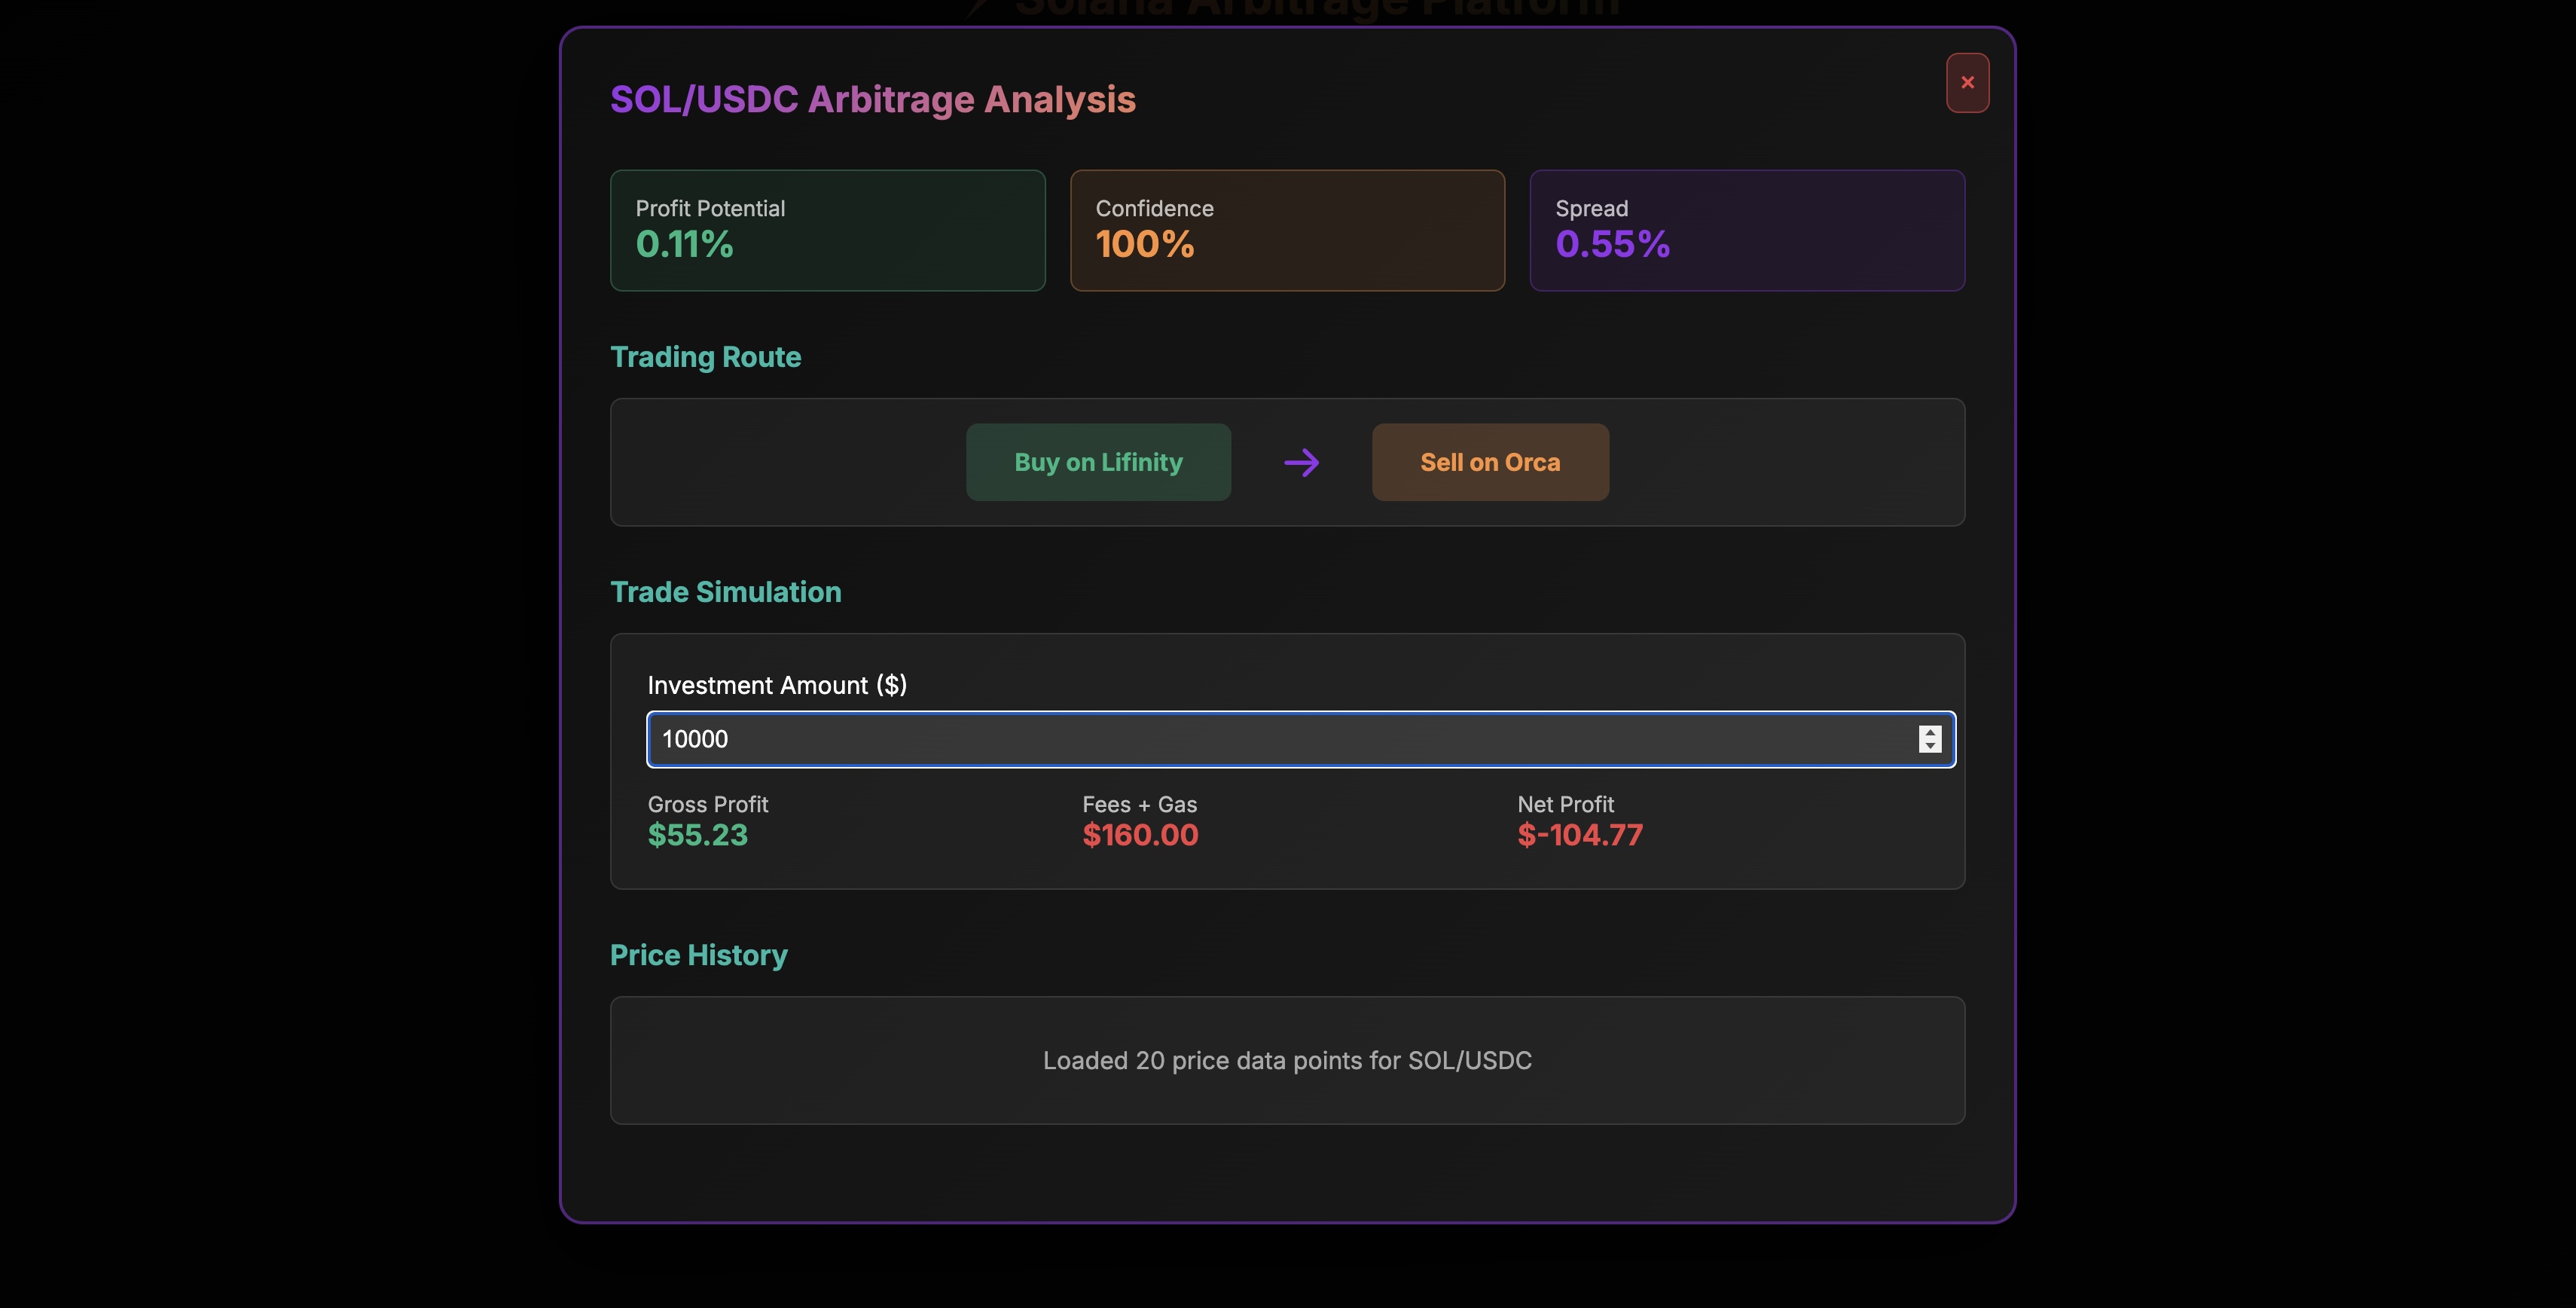 Solana Arbitrage Platform
SOL/USDC Arbitrage Analysis
×
Profit Potential
0.11%
Confidence
100%
Spread
0.55%
Trading Route
Buy on Lifinity
→
Sell on Orca
Trade Simulation
Investment Amount ($)
10000
Gross Profit
$55.23
Fees + Gas
$160.00
Net Profit
$-104.77
Price History
Loaded 20 price data points for SOL/USDC